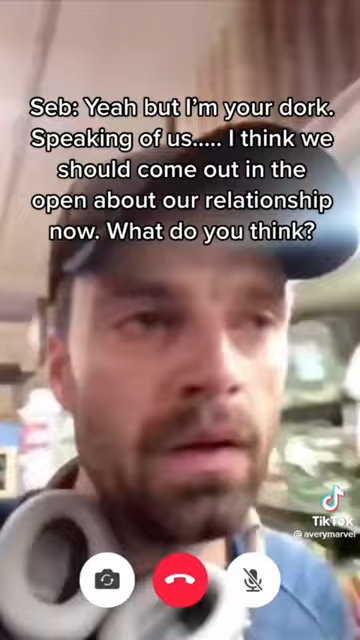 Seb: Yeah but I'm your dork.
Speaking of us..... I think we
should come out in the
open about our relationship
now. What do you think?
TikTok
@averymarvel